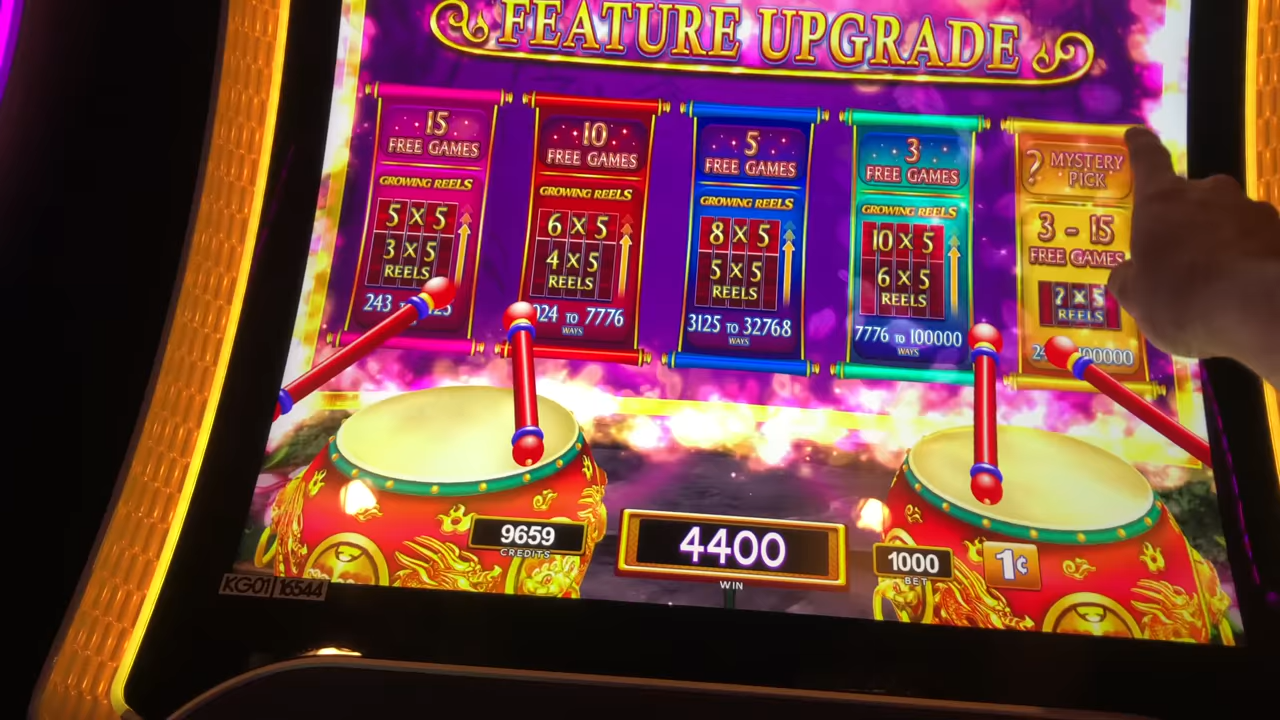 FEATURE UPGRADE
15
FREE GAMES
GROWING REELS
5 X 5
3 X 5
REELS
243
10
FREE GAMES
GROWING REELS
6 X 5
4 X 5
REELS
TO 7776
WAYS
5
FREE GAMES
GROWING REELS
8 X 5
5 X 5
REELS
3125 TO 32768
WAYS
3
FREE GAMES
GROWING REELS
10 X 5
6 X 5
REELS
7776 TO 100000
WAYS
? MYSTERY
PICK
3 - 15
FREE GAMES
? X 5
REELS
100000
9659
CREDITS
4400
WIN
1000
BET
1¢
KG01 16544